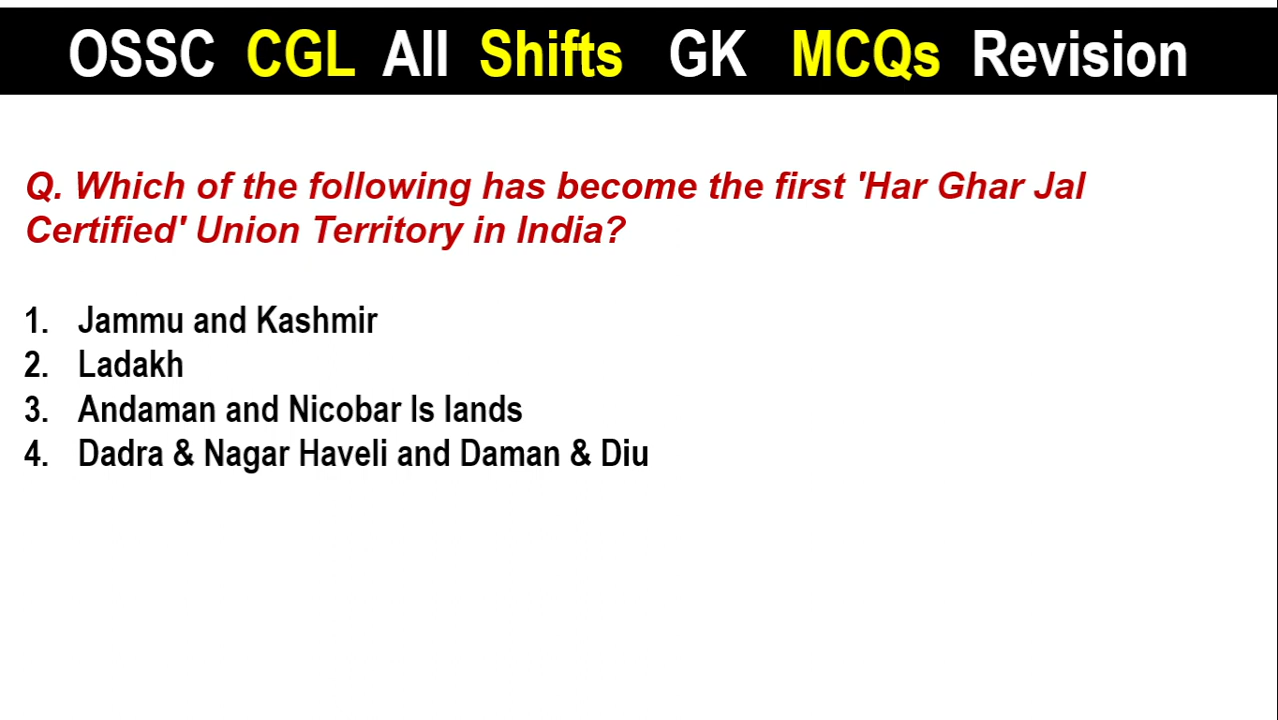 OSSC CGL All Shifts GK MCQs Revision
Q. Which of the following has become the first 'Har Ghar Jal
Certified' Union Territory in India?
1. Jammu and Kashmir
2. Ladakh
3. Andaman and Nicobar Is lands
4. Dadra & Nagar Haveli and Daman & Diu